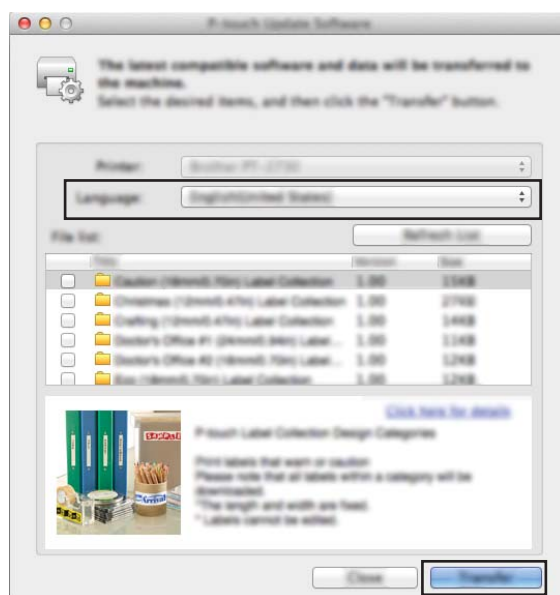 P-touch Update Software
The latest compatible software and data will be transferred to
the machine.
Select the desired items, and then click the "Transfer" button.
Printer:
Language: English(United States)
File list: Refresh List
Title Version Size
Caution (18mm/0.70in) Label Collection 1.00 15KB
Christmas (12mm/0.47in) Label Collection 1.00 27KB
Crafting (12mm/0.47in) Label Collection 1.00 14KB
Doctor's Office #1 (24mm/0.94in) Label... 1.00 11KB
Doctor's Office #2 (18mm/0.70in) Label... 1.00 12KB
Eco (18mm/0.70in) Label Collection 1.00 12KB
Click here for details
P-touch Label Collection Design Categories
Print labels that warn or caution
Please note that all labels within a category will be
downloaded.
*The length and width are fixed.
* Labels cannot be edited.
Close Transfer